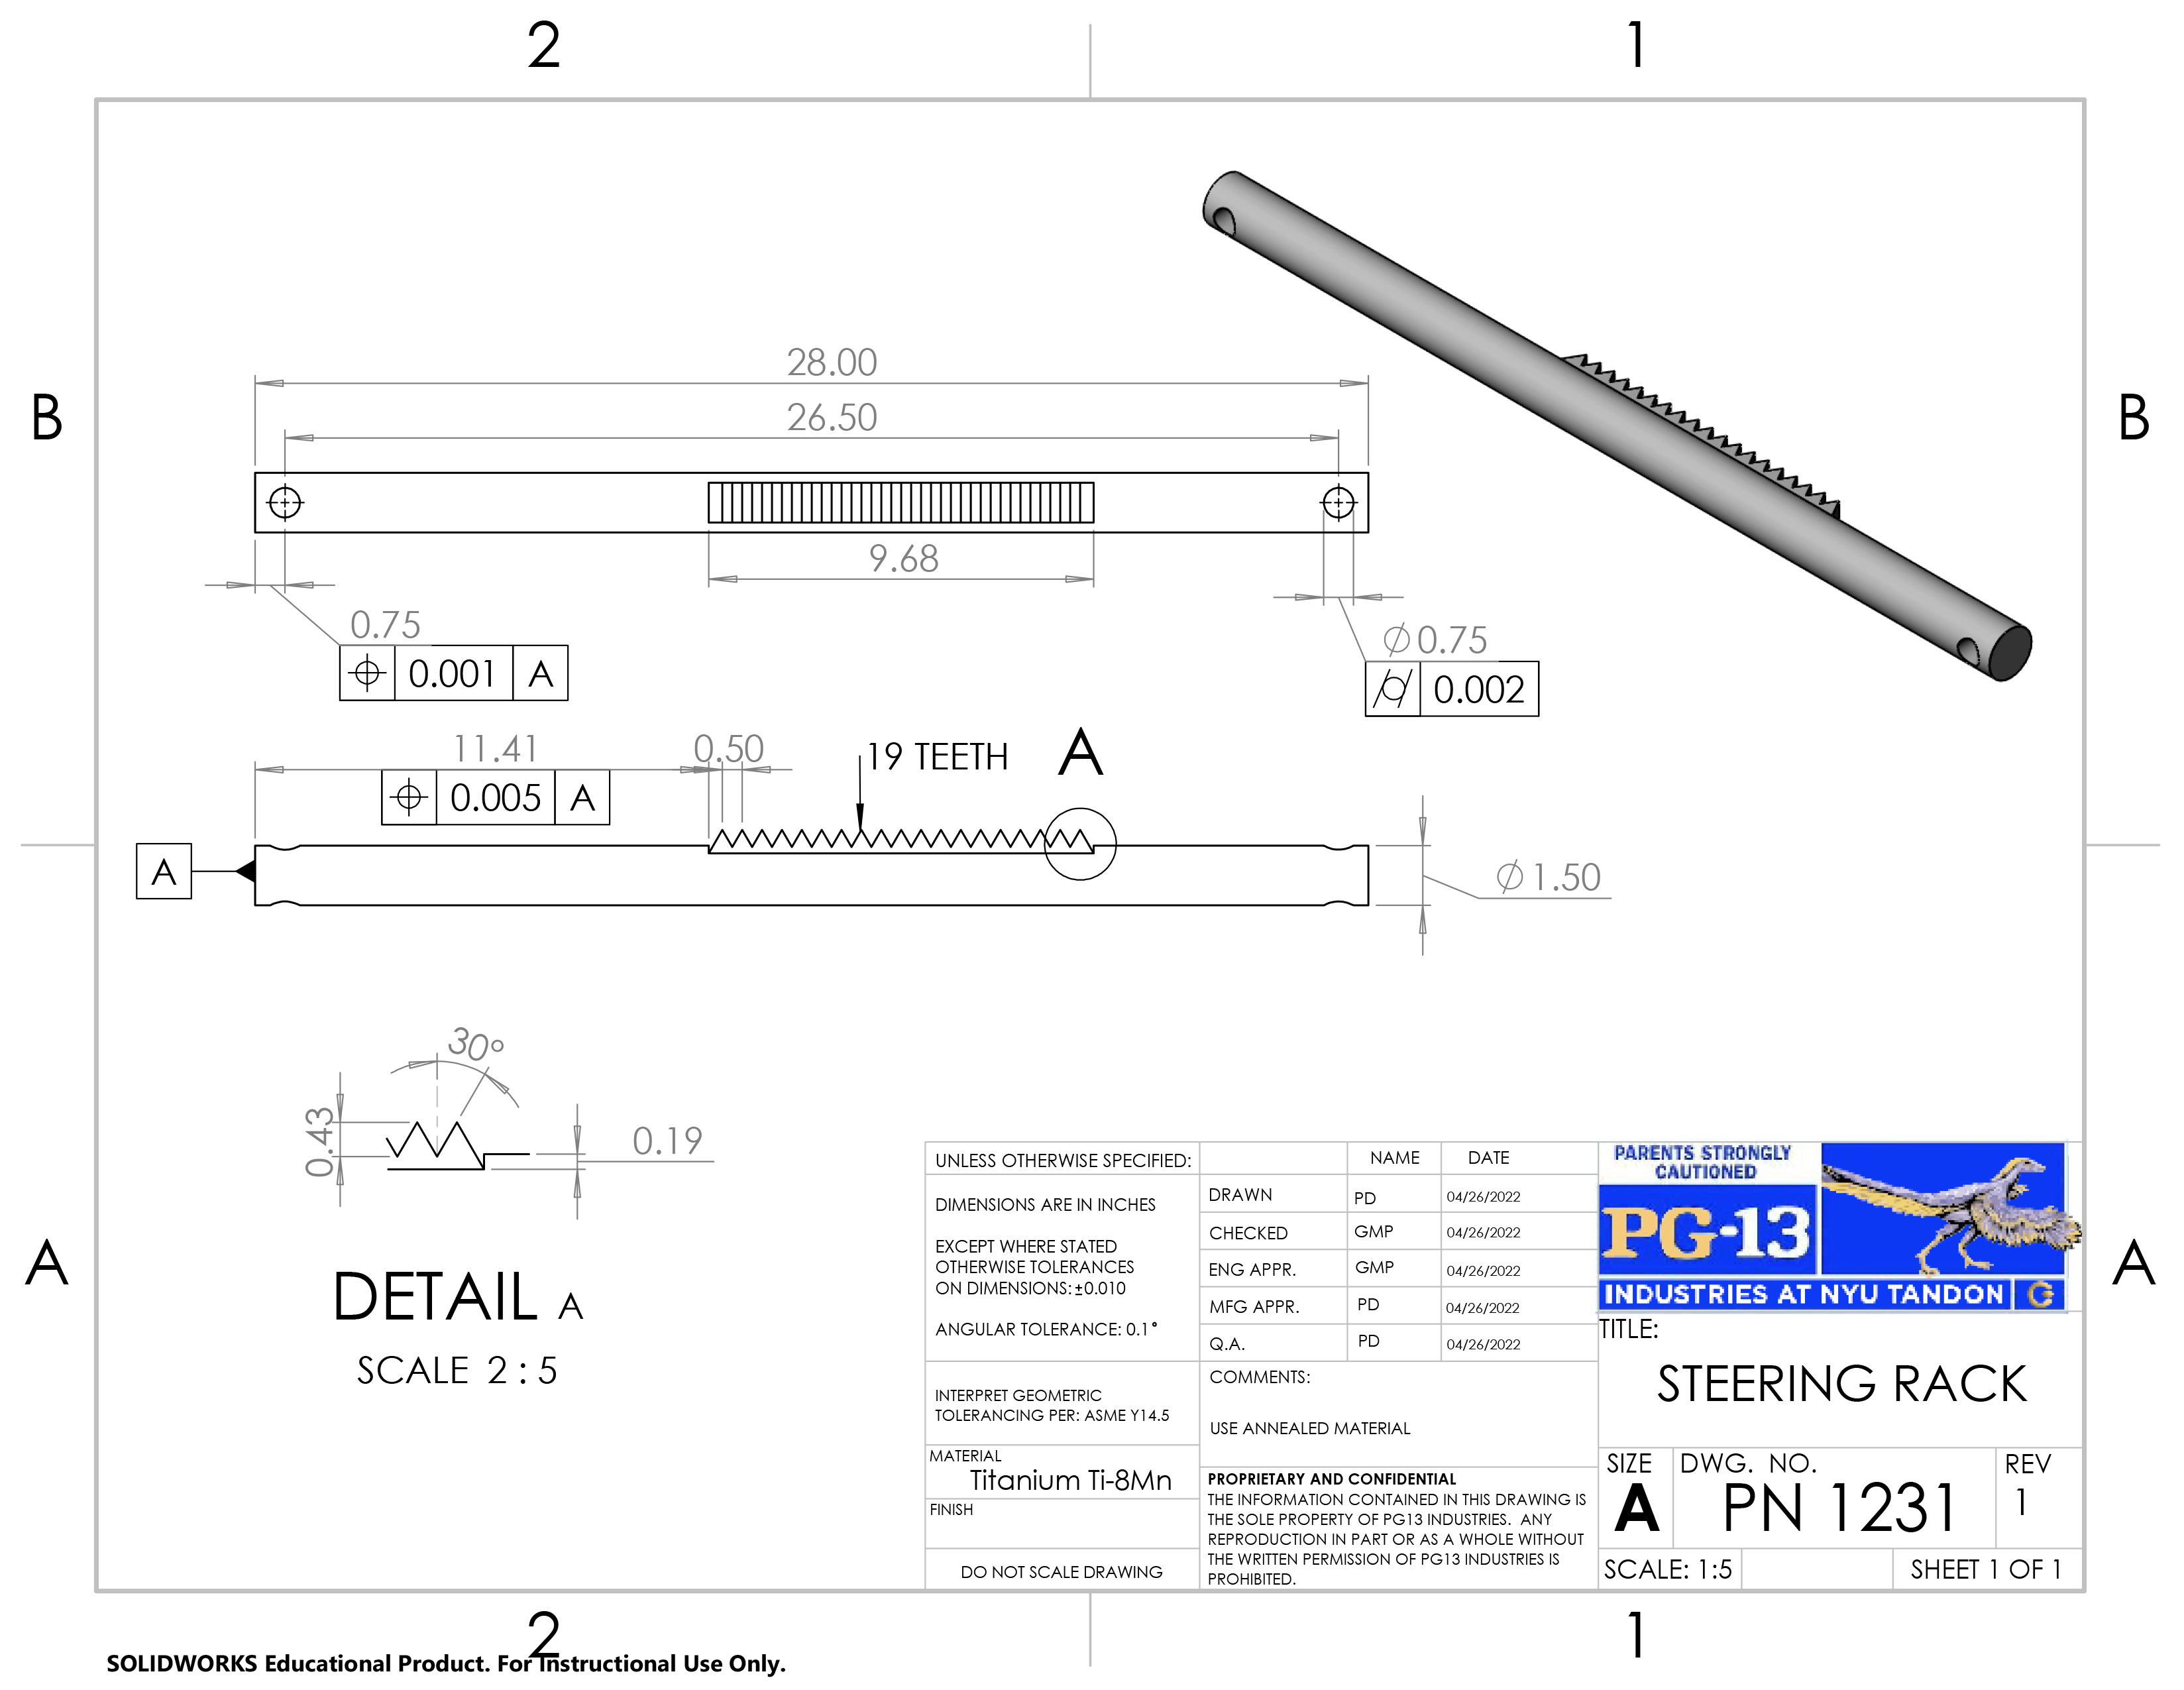 2
1
B
B
28.00
26.50
9.68
0.75
⌖ 0.001 A
∅0.75
⌭ 0.002
11.41
⌖ 0.005 A
0.50
19 TEETH
A
A
∅1.50
30°
0.43
0.19
DETAIL A
SCALE 2 : 5
A
A
UNLESS OTHERWISE SPECIFIED:
DIMENSIONS ARE IN INCHES
EXCEPT WHERE STATED
OTHERWISE TOLERANCES
ON DIMENSIONS: ±0.010
ANGULAR TOLERANCE: 0.1°
INTERPRET GEOMETRIC
TOLERANCING PER: ASME Y14.5
MATERIAL
Titanium Ti-8Mn
FINISH
DO NOT SCALE DRAWING
NAME DATE
DRAWN PD 04/26/2022
CHECKED GMP 04/26/2022
ENG APPR. GMP 04/26/2022
MFG APPR. PD 04/26/2022
Q.A. PD 04/26/2022
COMMENTS:
USE ANNEALED MATERIAL
PROPRIETARY AND CONFIDENTIAL
THE INFORMATION CONTAINED IN THIS DRAWING IS
THE SOLE PROPERTY OF PG13 INDUSTRIES. ANY
REPRODUCTION IN PART OR AS A WHOLE WITHOUT
THE WRITTEN PERMISSION OF PG13 INDUSTRIES IS
PROHIBITED.
PARENTS STRONGLY
CAUTIONED
PG-13
INDUSTRIES AT NYU TANDON G
TITLE:
STEERING RACK
SIZE DWG. NO. REV
A PN 1231 1
SCALE: 1:5 SHEET 1 OF 1
2
1
SOLIDWORKS Educational Product. For Instructional Use Only.